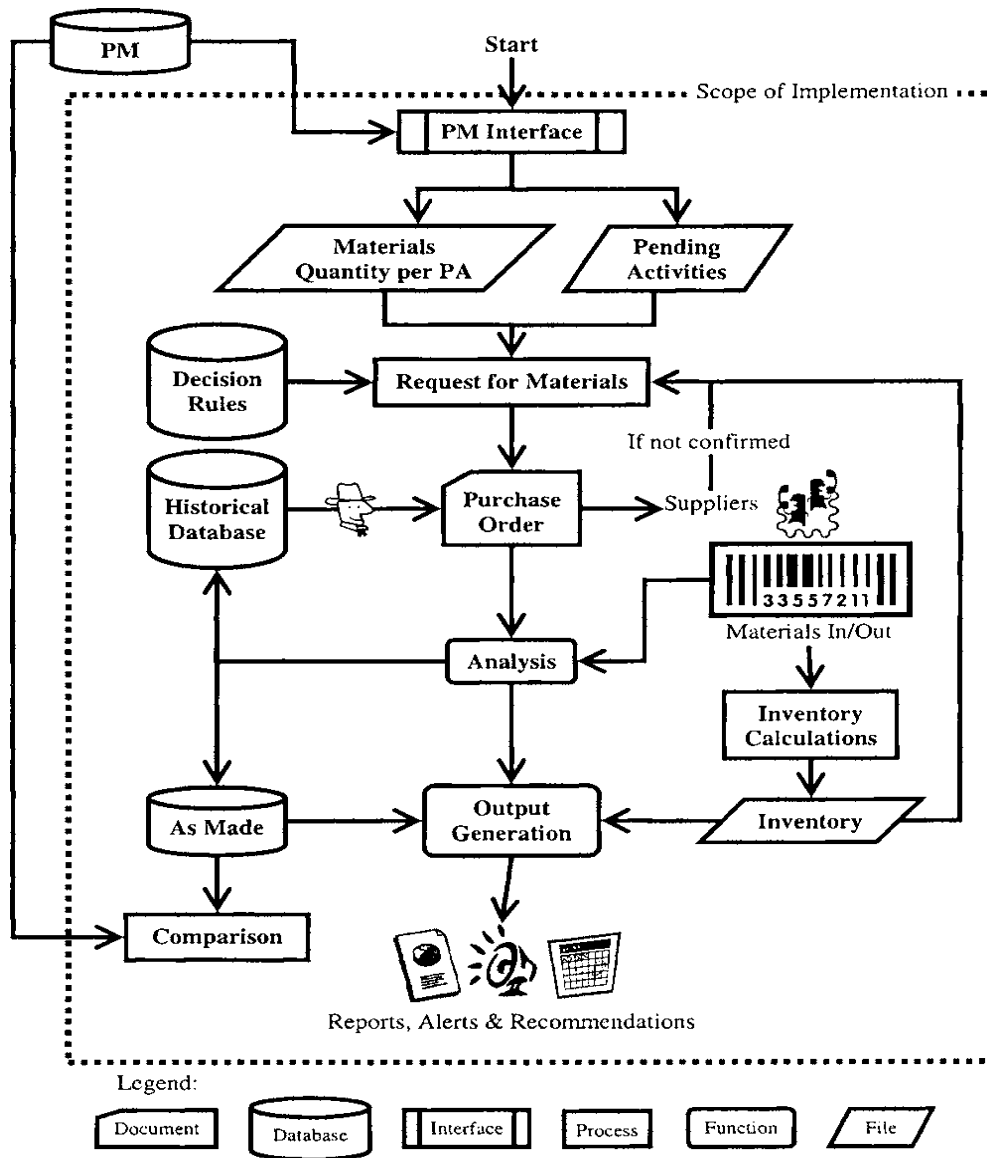 PM
Start
Scope of Implementation
PM Interface
Materials
Quantity per PA
Pending
Activities
Decision
Rules
Request for Materials
If not confirmed
Historical
Database
Purchase
Order
Suppliers
33557211
Materials In/Out
Analysis
Inventory
Calculations
As Made
Output
Generation
Inventory
Comparison
Reports, Alerts & Recommendations
Legend:
Document
Database
Interface
Process
Function
File